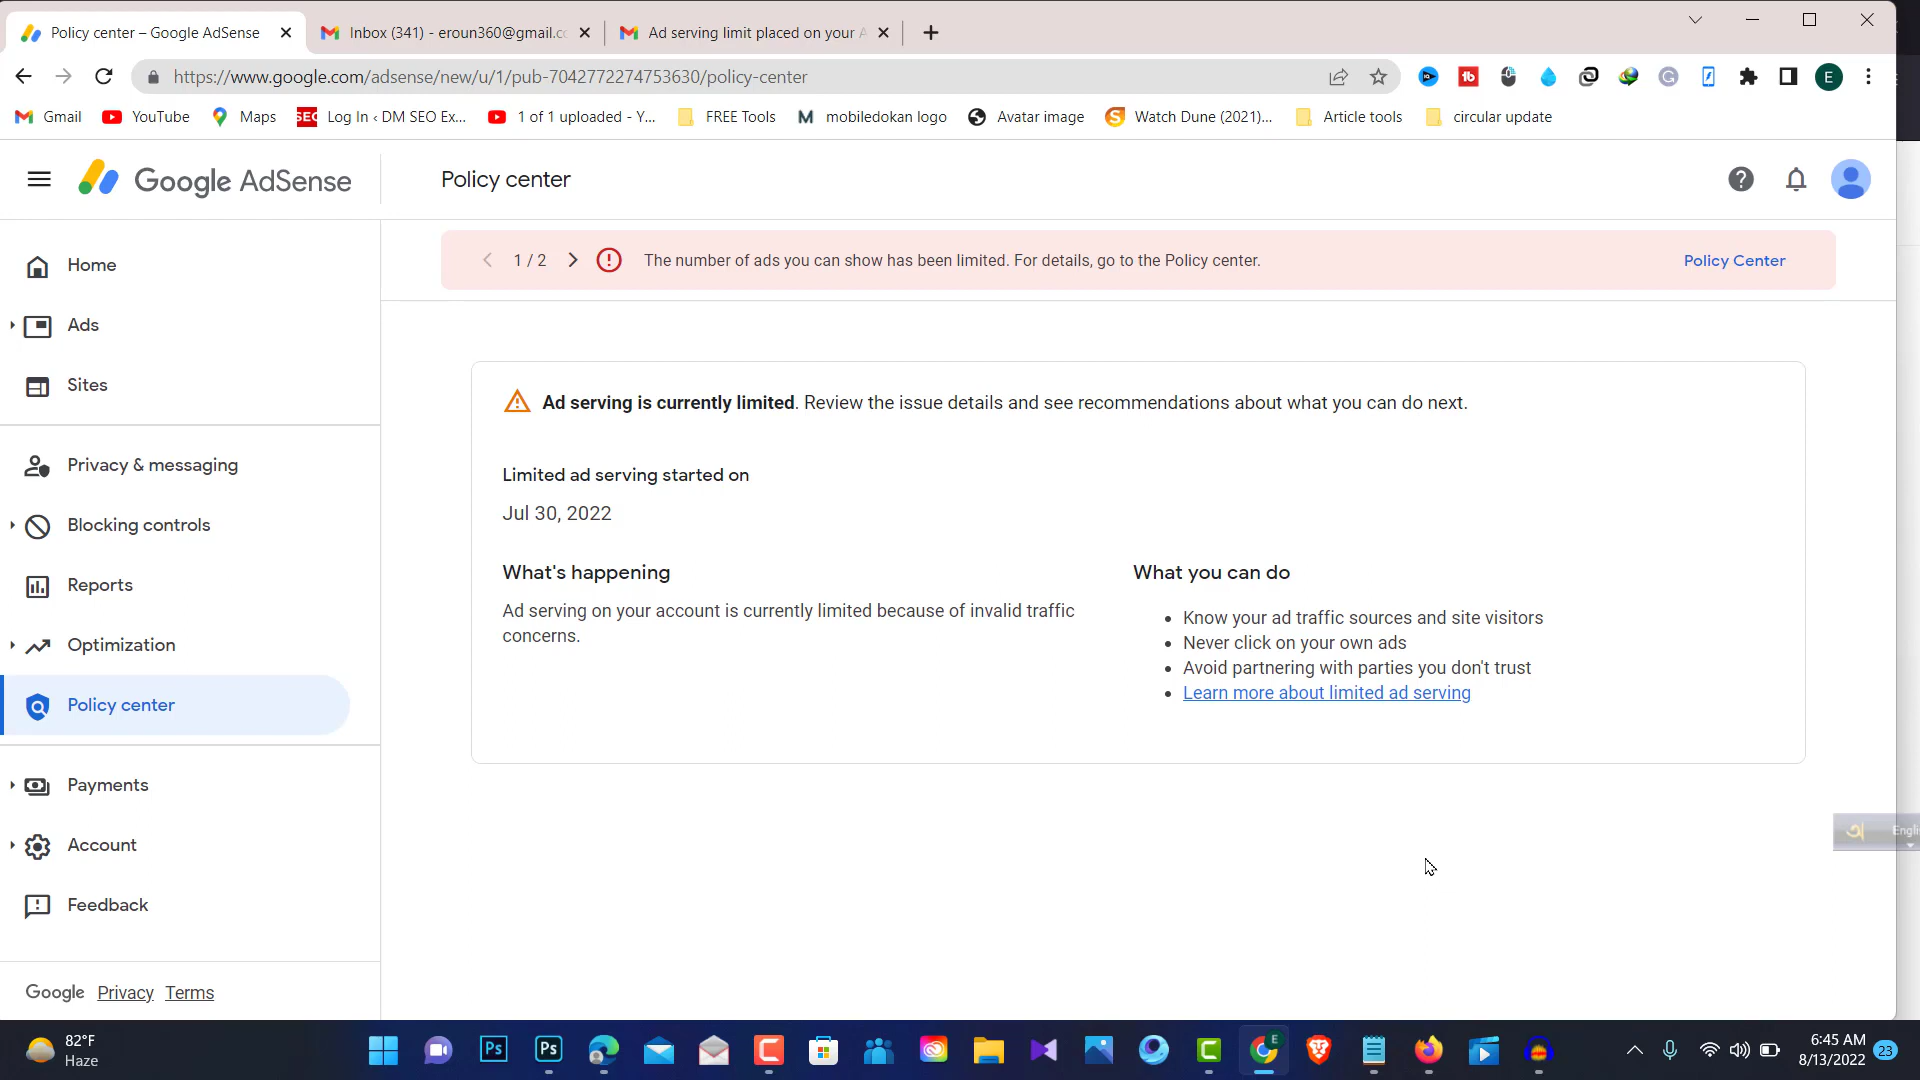 Policy center – Google AdSense
Inbox (341) - eroun360@gmail.cc
Ad serving limit placed on your A
https://www.google.com/adsense/new/u/1/pub-7042772274753630/policy-center
E
Gmail
YouTube
Maps
SEC
Log In ‹ DM SEO Ex...
1 of 1 uploaded - Y...
FREE Tools
M mobiledokan logo
Avatar image
Watch Dune (2021)...
Article tools
circular update
Google AdSense
Policy center
1 / 2
The number of ads you can show has been limited. For details, go to the Policy center.
Policy Center
Home
Ads
Sites
Privacy & messaging
Blocking controls
Reports
Optimization
Policy center
Payments
Account
Feedback
Google Privacy Terms
Ad serving is currently limited. Review the issue details and see recommendations about what you can do next.
Limited ad serving started on
Jul 30, 2022
What's happening
Ad serving on your account is currently limited because of invalid traffic
concerns.
What you can do
• Know your ad traffic sources and site visitors
• Never click on your own ads
• Avoid partnering with parties you don't trust
• Learn more about limited ad serving
অ Englis
82°F
Haze
Ps
Ps
E
6:45 AM
8/13/2022
23